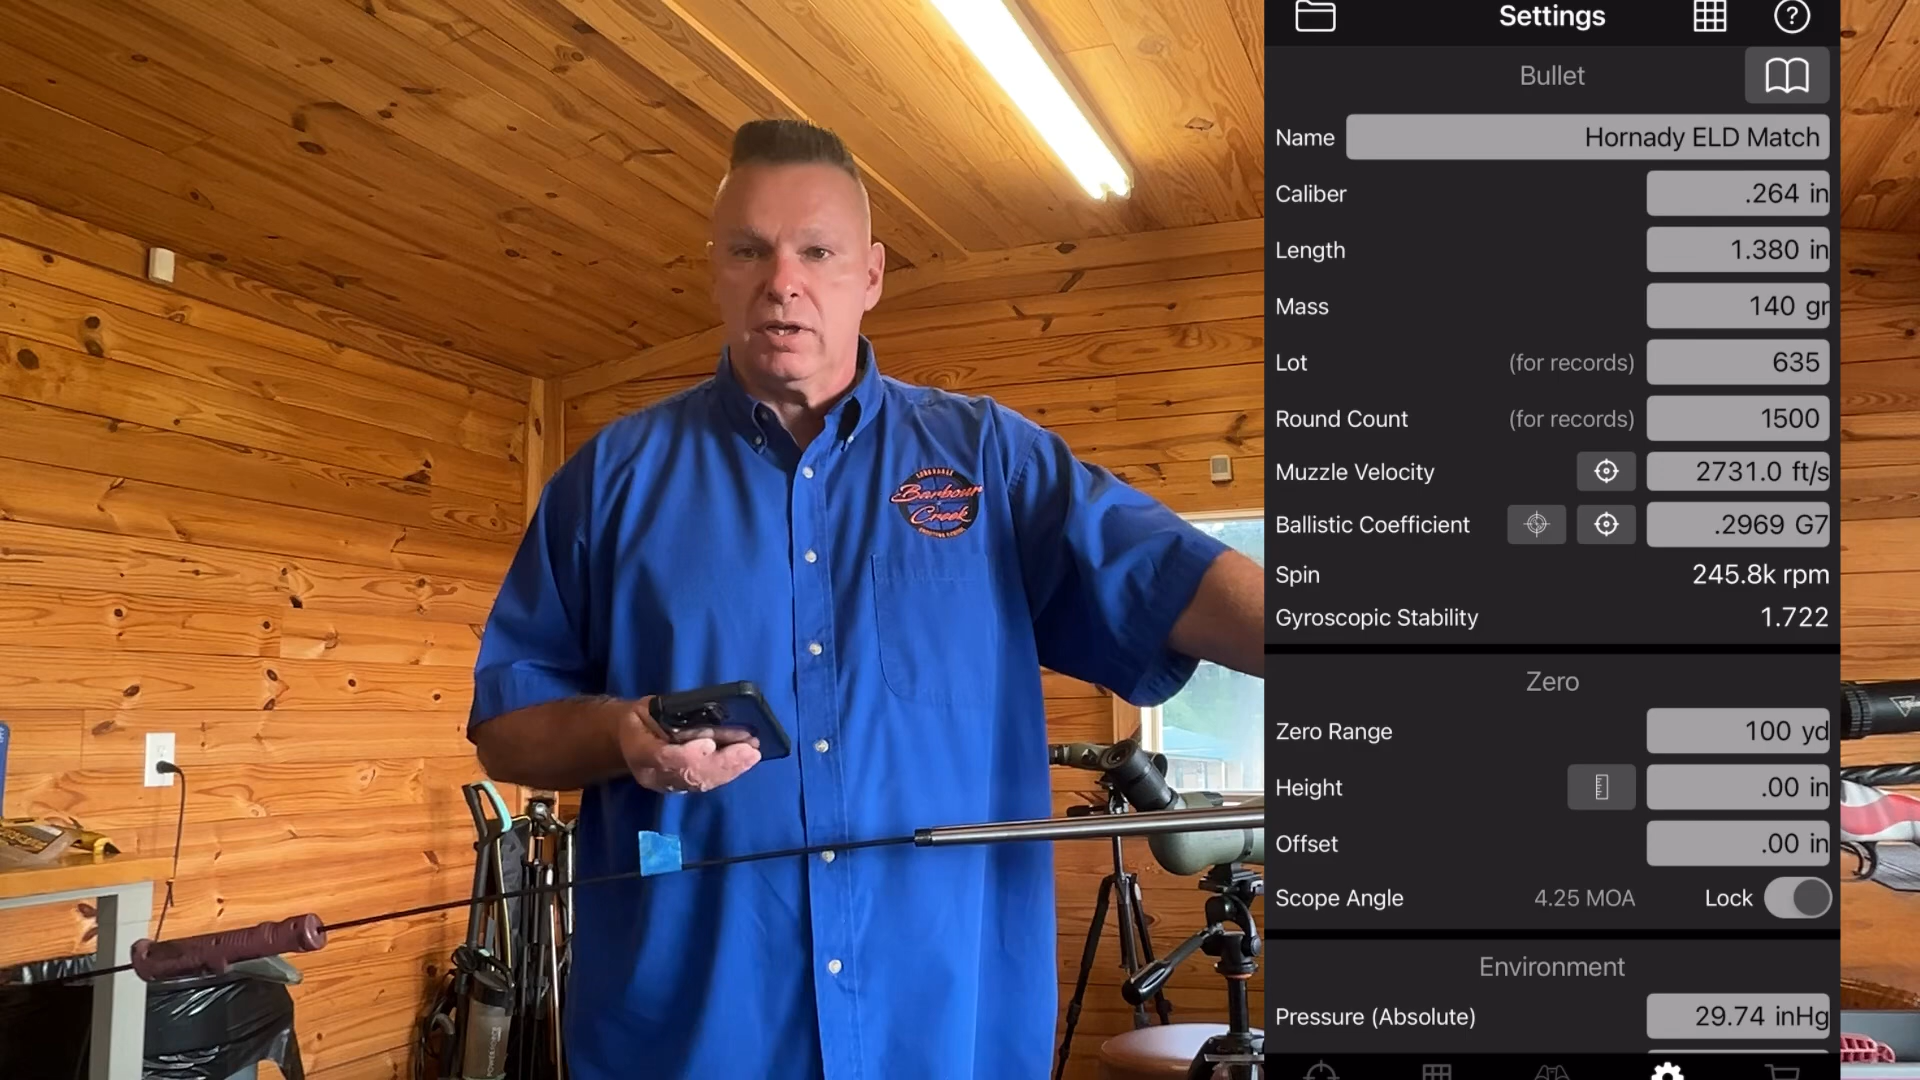 Settings
Bullet
Name Hornady ELD Match
Caliber .264 in
Length 1.380 in
Mass 140 gr
Lot (for records) 635
Round Count (for records) 1500
Muzzle Velocity 2731.0 ft/s
Ballistic Coefficient .2969 G7
Spin 245.8k rpm
Gyroscopic Stability 1.722
Zero
Zero Range 100 yd
Height .00 in
Offset .00 in
Scope Angle 4.25 MOA Lock
Environment
Pressure (Absolute) 29.74 inHg
Barbour
Creek